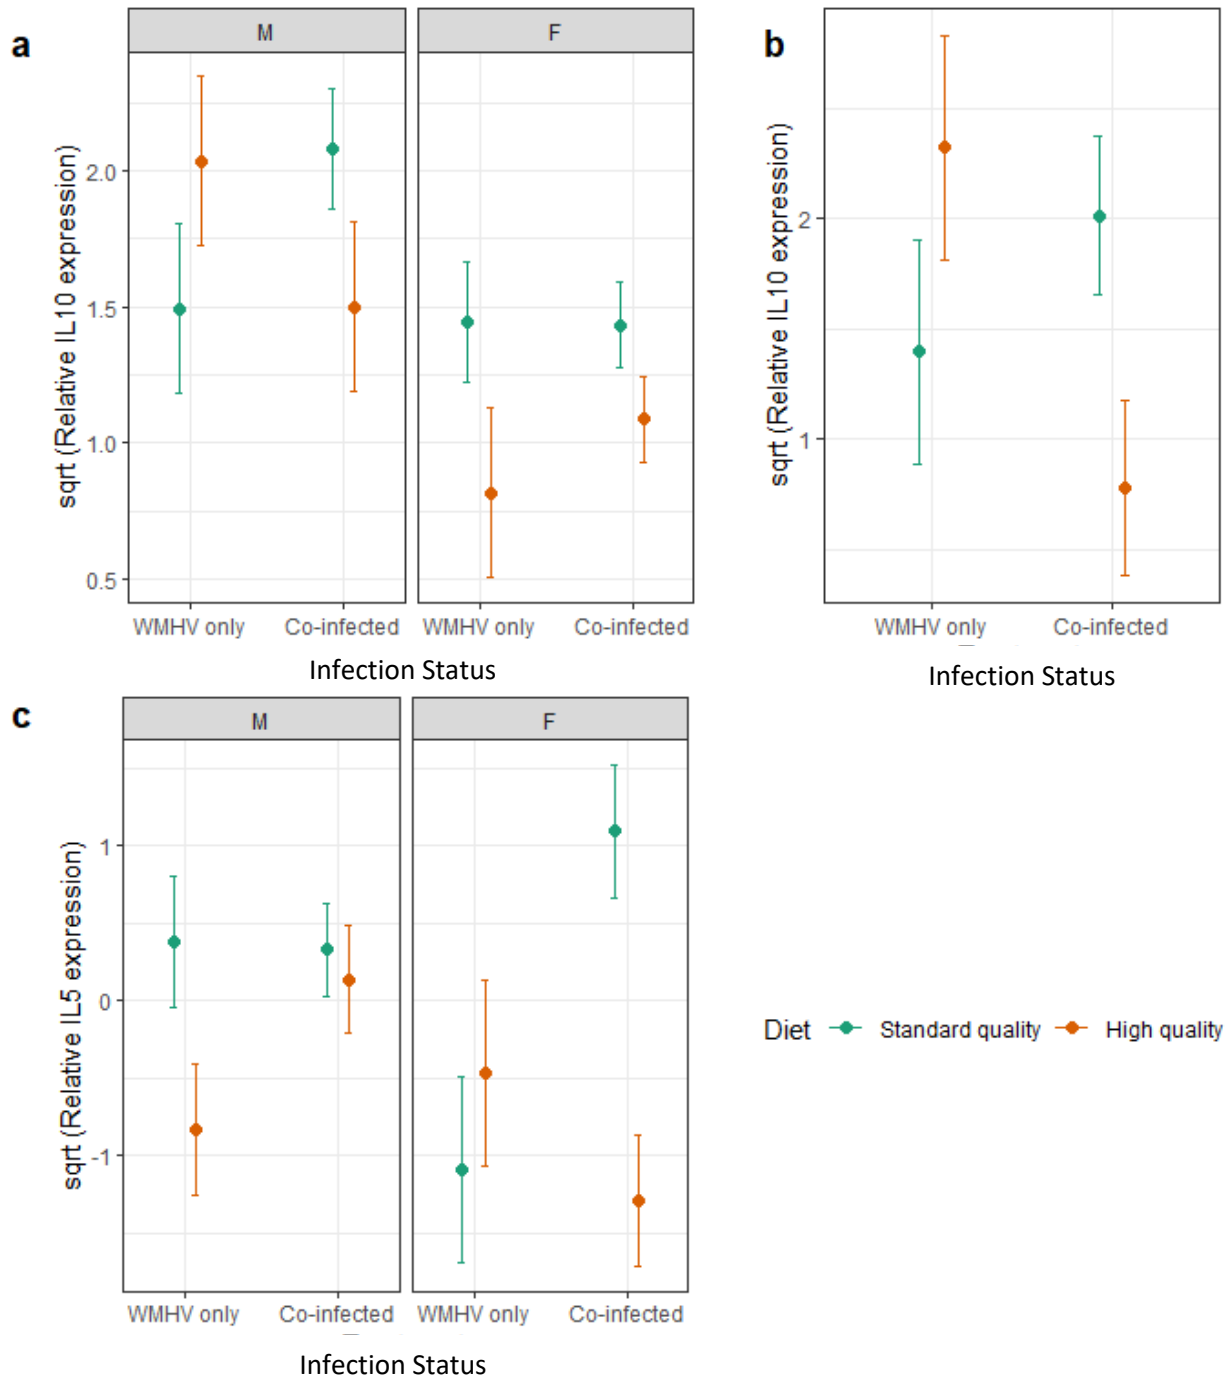 a
M
F
sqrt (Relative IL10 expression)
2.0
1.5
1.0
0.5
WMHV only
Co-infected
WMHV only
Co-infected
Infection Status
b
sqrt (Relative IL10 expression)
2
1
WMHV only
Co-infected
Infection Status
c
M
F
sqrt (Relative IL5 expression)
1
0
-1
WMHV only
Co-infected
WMHV only
Co-infected
Infection Status
Diet Standard quality High quality